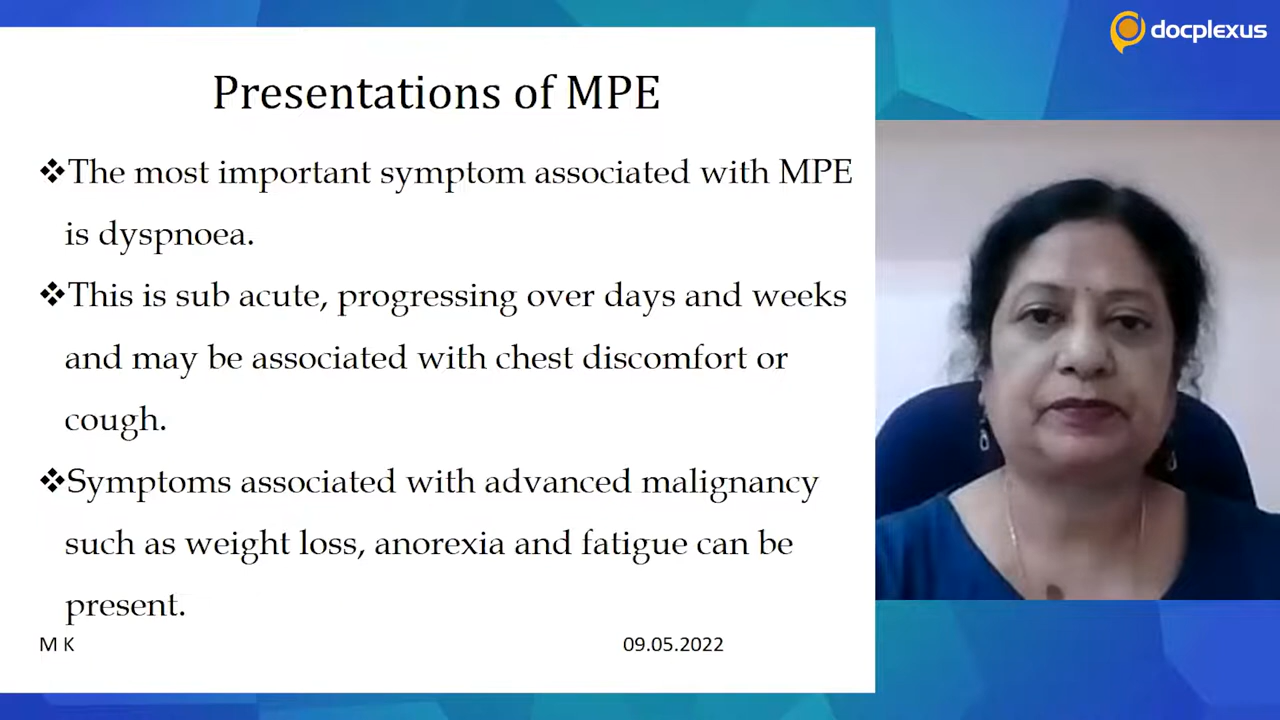 docplexus
Presentations of MPE
❖The most important symptom associated with MPE
is dyspnoea.
❖This is sub acute, progressing over days and weeks
and may be associated with chest discomfort or
cough.
❖Symptoms associated with advanced malignancy
such as weight loss, anorexia and fatigue can be
present.
M K 09.05.2022